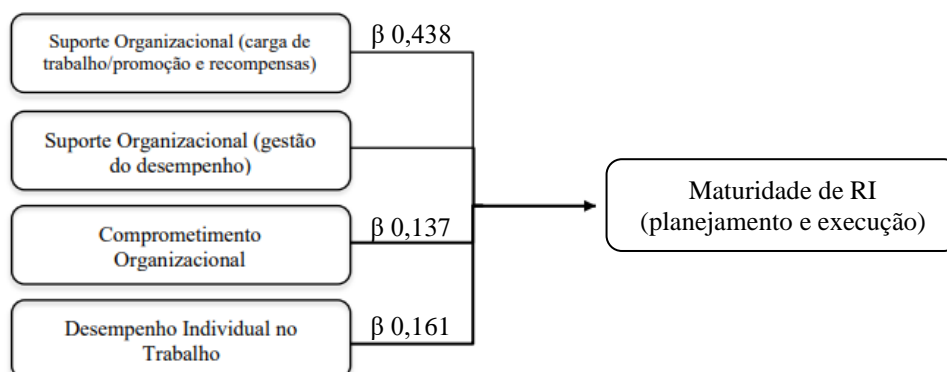 Suporte Organizacional (carga de
trabalho/promoção e recompensas)
β 0,438
Suporte Organizacional (gestão
do desempenho)
Comprometimento
Organizacional
β 0,137
Desempenho Individual no
Trabalho
β 0,161
Maturidade de RI
(planejamento e execução)